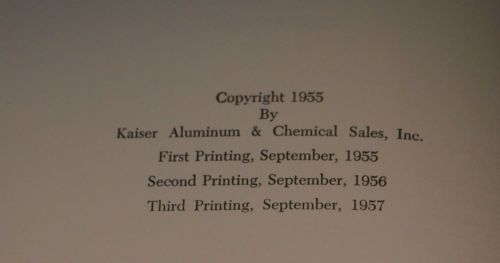 Copyright 1955
By
Kaiser Aluminum & Chemical Sales, Inc.
First Printing, September, 1955
Second Printing, September, 1956
Third Printing, September, 1957